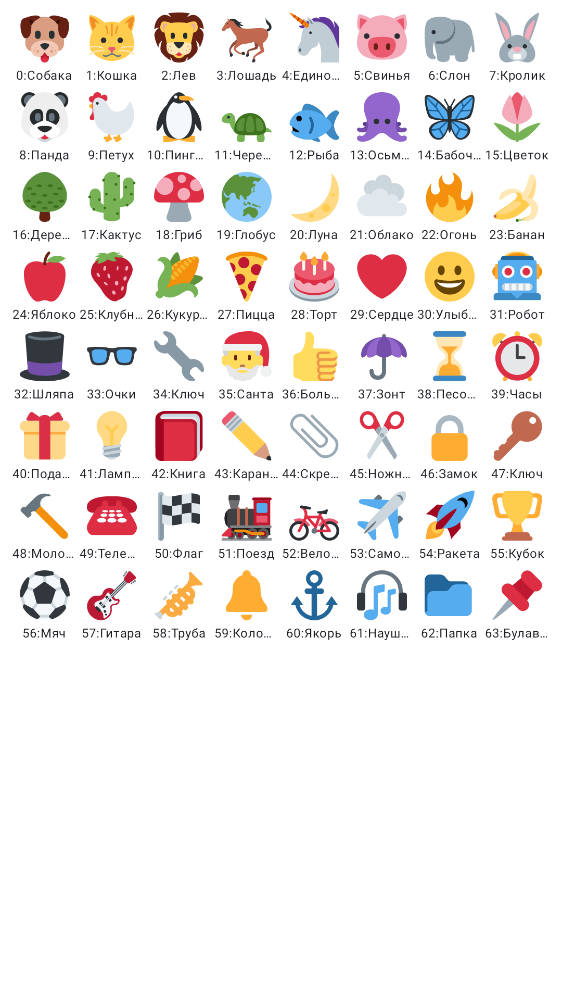 0:Собака 1:Кошка 2:Лев 3:Лошадь 4:Едино... 5:Свинья 6:Слон 7:Кролик
8:Панда 9:Петух 10:Пинг... 11:Чере... 12:Рыба 13:Осьм... 14:Бабоч... 15:Цветок
16:Дере... 17:Кактус 18:Гриб 19:Глобус 20:Луна 21:Облако 22:Огонь 23:Банан
24:Яблоко 25:Клубн... 26:Кукур... 27:Пицца 28:Торт 29:Сердце 30:Улыб... 31:Робот
32:Шляпа 33:Очки 34:Ключ 35:Санта 36:Боль... 37:Зонт 38:Песо... 39:Часы
40:Пода... 41:Ламп... 42:Книга 43:Каран... 44:Скре... 45:Ножн... 46:Замок 47:Ключ
48:Моло... 49:Теле... 50:Флаг 51:Поезд 52:Вело... 53:Само... 54:Ракета 55:Кубок
56:Мяч 57:Гитара 58:Труба 59:Коло... 60:Якорь 61:Науш... 62:Папка 63:Булав...